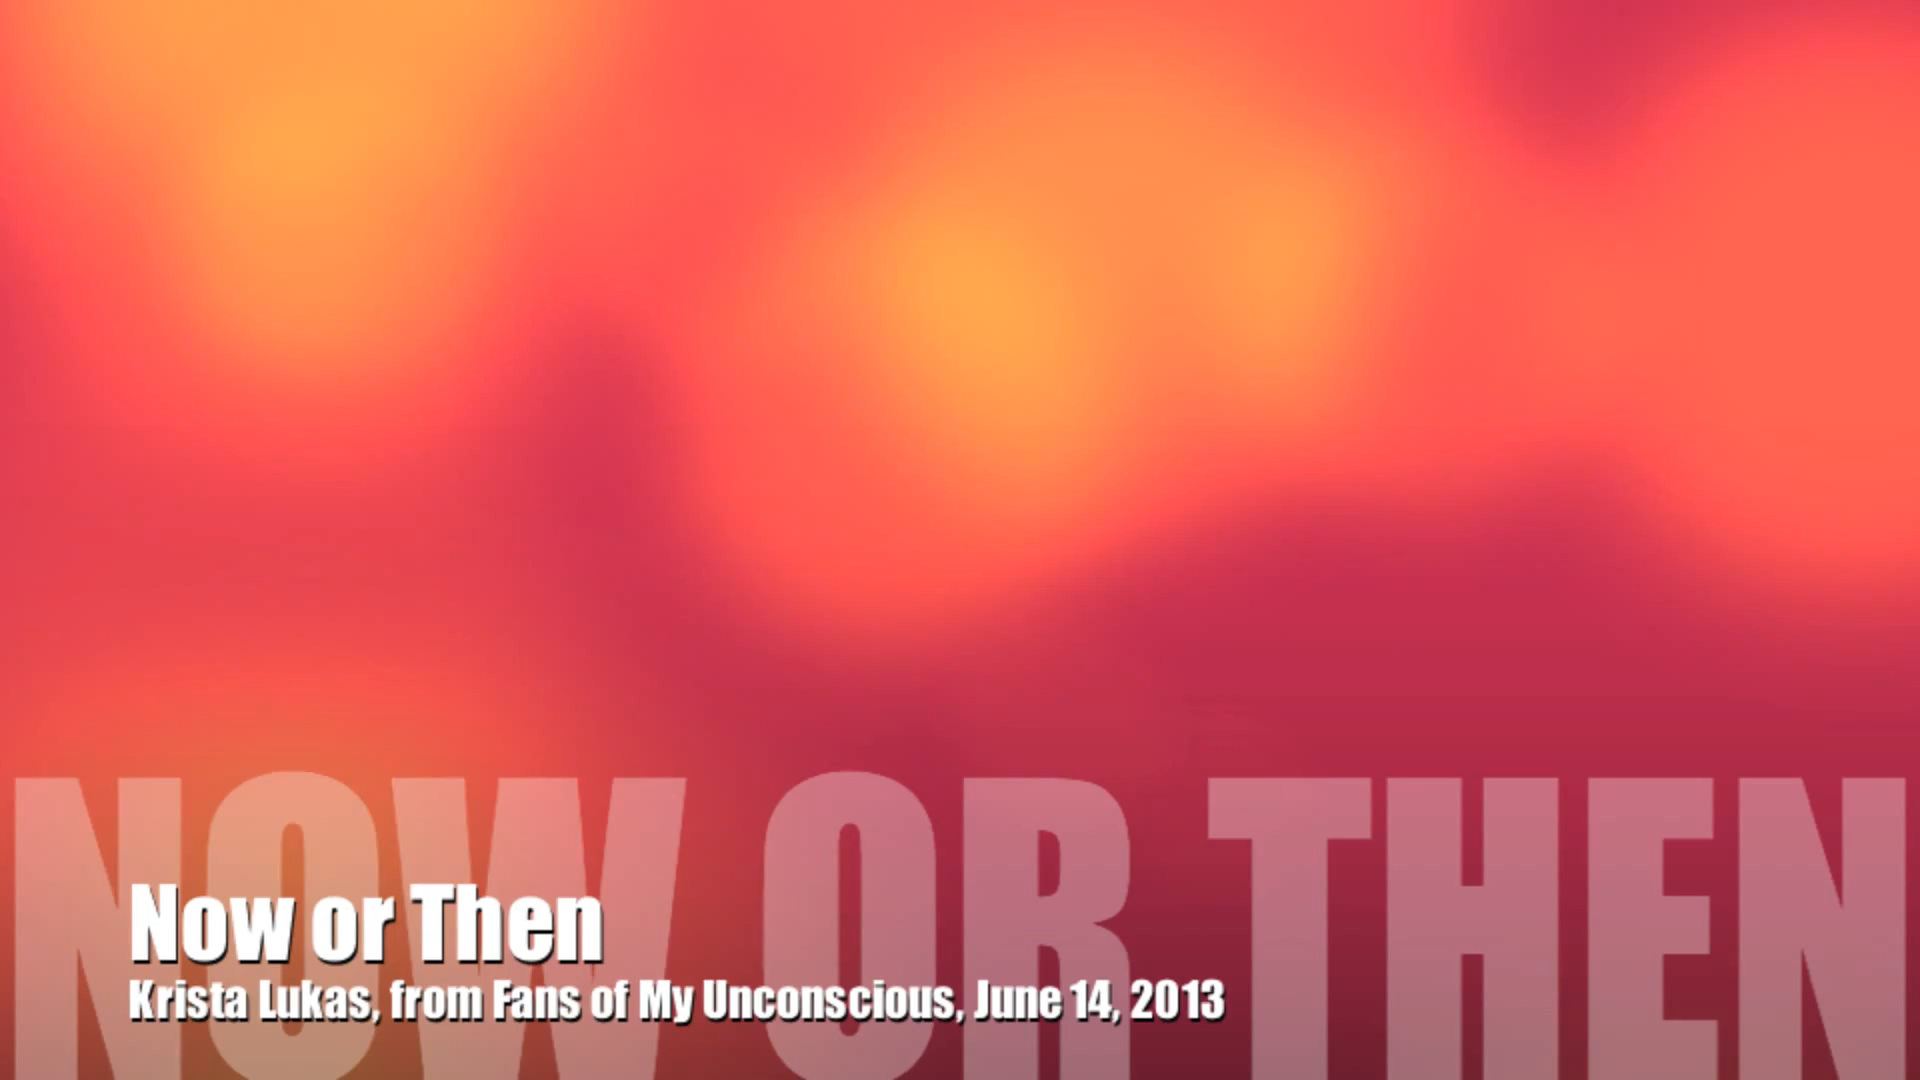 NOW OR THEN
Now or Then
Krista Lukas, from Fans of My Unconscious, June 14, 2013